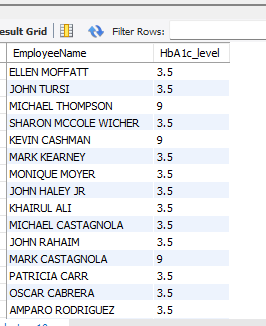 esult Grid Filter Rows:
EmployeeName HbA1c_level
ELLEN MOFFATT 3.5
JOHN TURSI 3.5
MICHAEL THOMPSON 9
SHARON MCCOLE WICHER 3.5
KEVIN CASHMAN 9
MARK KEARNEY 3.5
MONIQUE MOYER 3.5
JOHN HALEY JR 3.5
KHAIRUL ALI 3.5
MICHAEL CASTAGNOLA 3.5
JOHN RAHAIM 3.5
MARK CASTAGNOLA 9
PATRICIA CARR 3.5
OSCAR CABRERA 3.5
AMPARO RODRIGUEZ 3.5